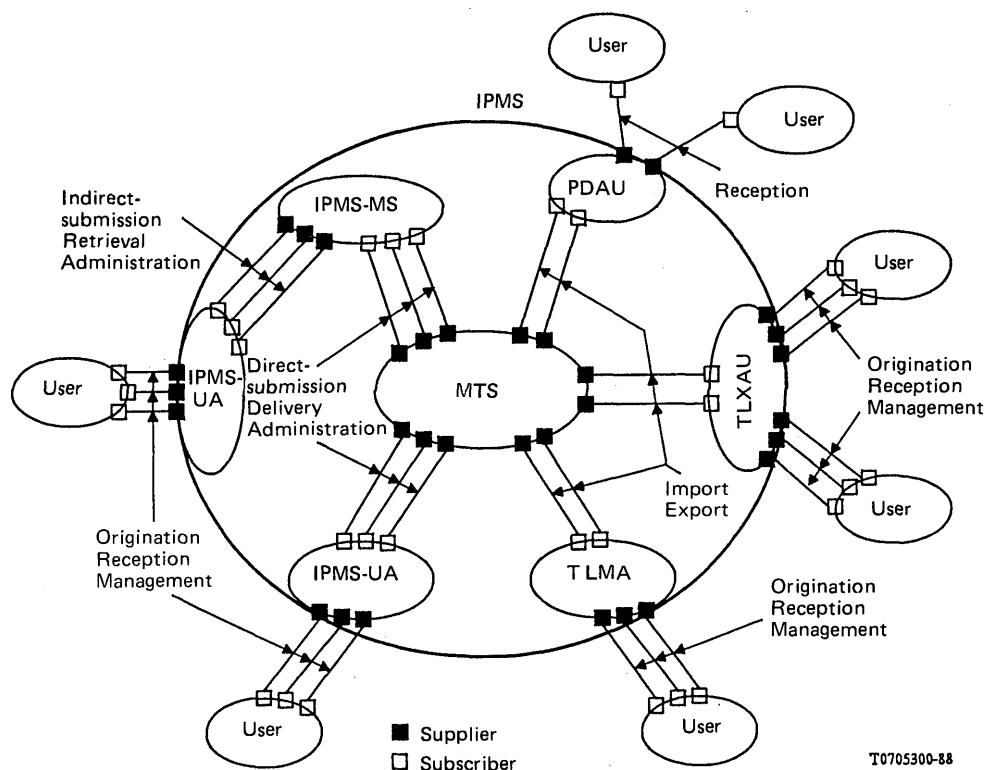 User
IPMS
User
PDAU
Reception
Indirect-
submission
Retrieval
Administration
IPMS-MS
User
User
IPMS-
UA
Direct-
submission
Delivery
Administration
MTS
TLXAU
Origination
Reception
Management
Import
Export
User
Origination
Reception
Management
IPMS-UA
TLMA
Origination
Reception
Management
User
User
Supplier
Subscriber
T0705300-88